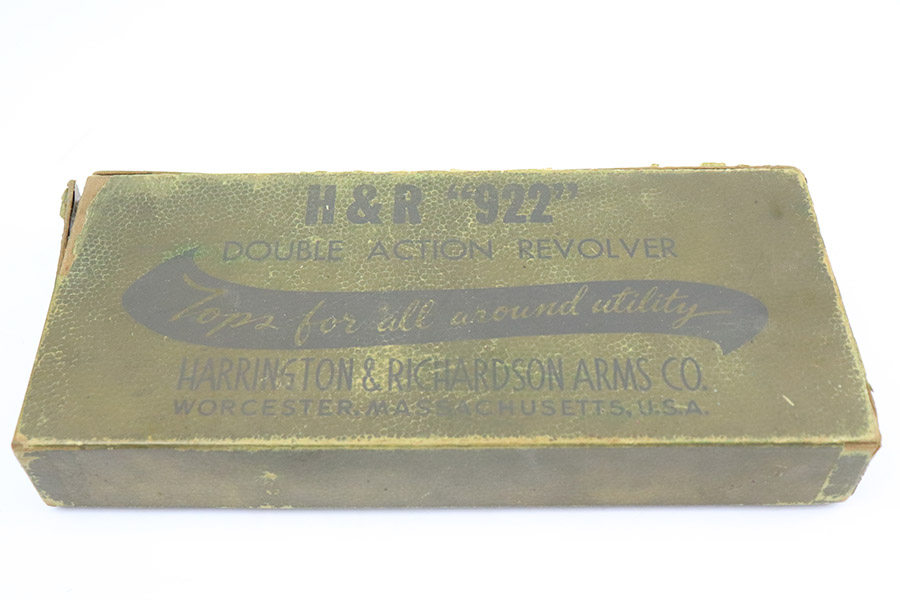 H & R "922"
DOUBLE ACTION REVOLVER
Tops for all around utility
HARRINGTON & RICHARDSON ARMS CO.
WORCESTER, MASSACHUSETTS, U.S.A.